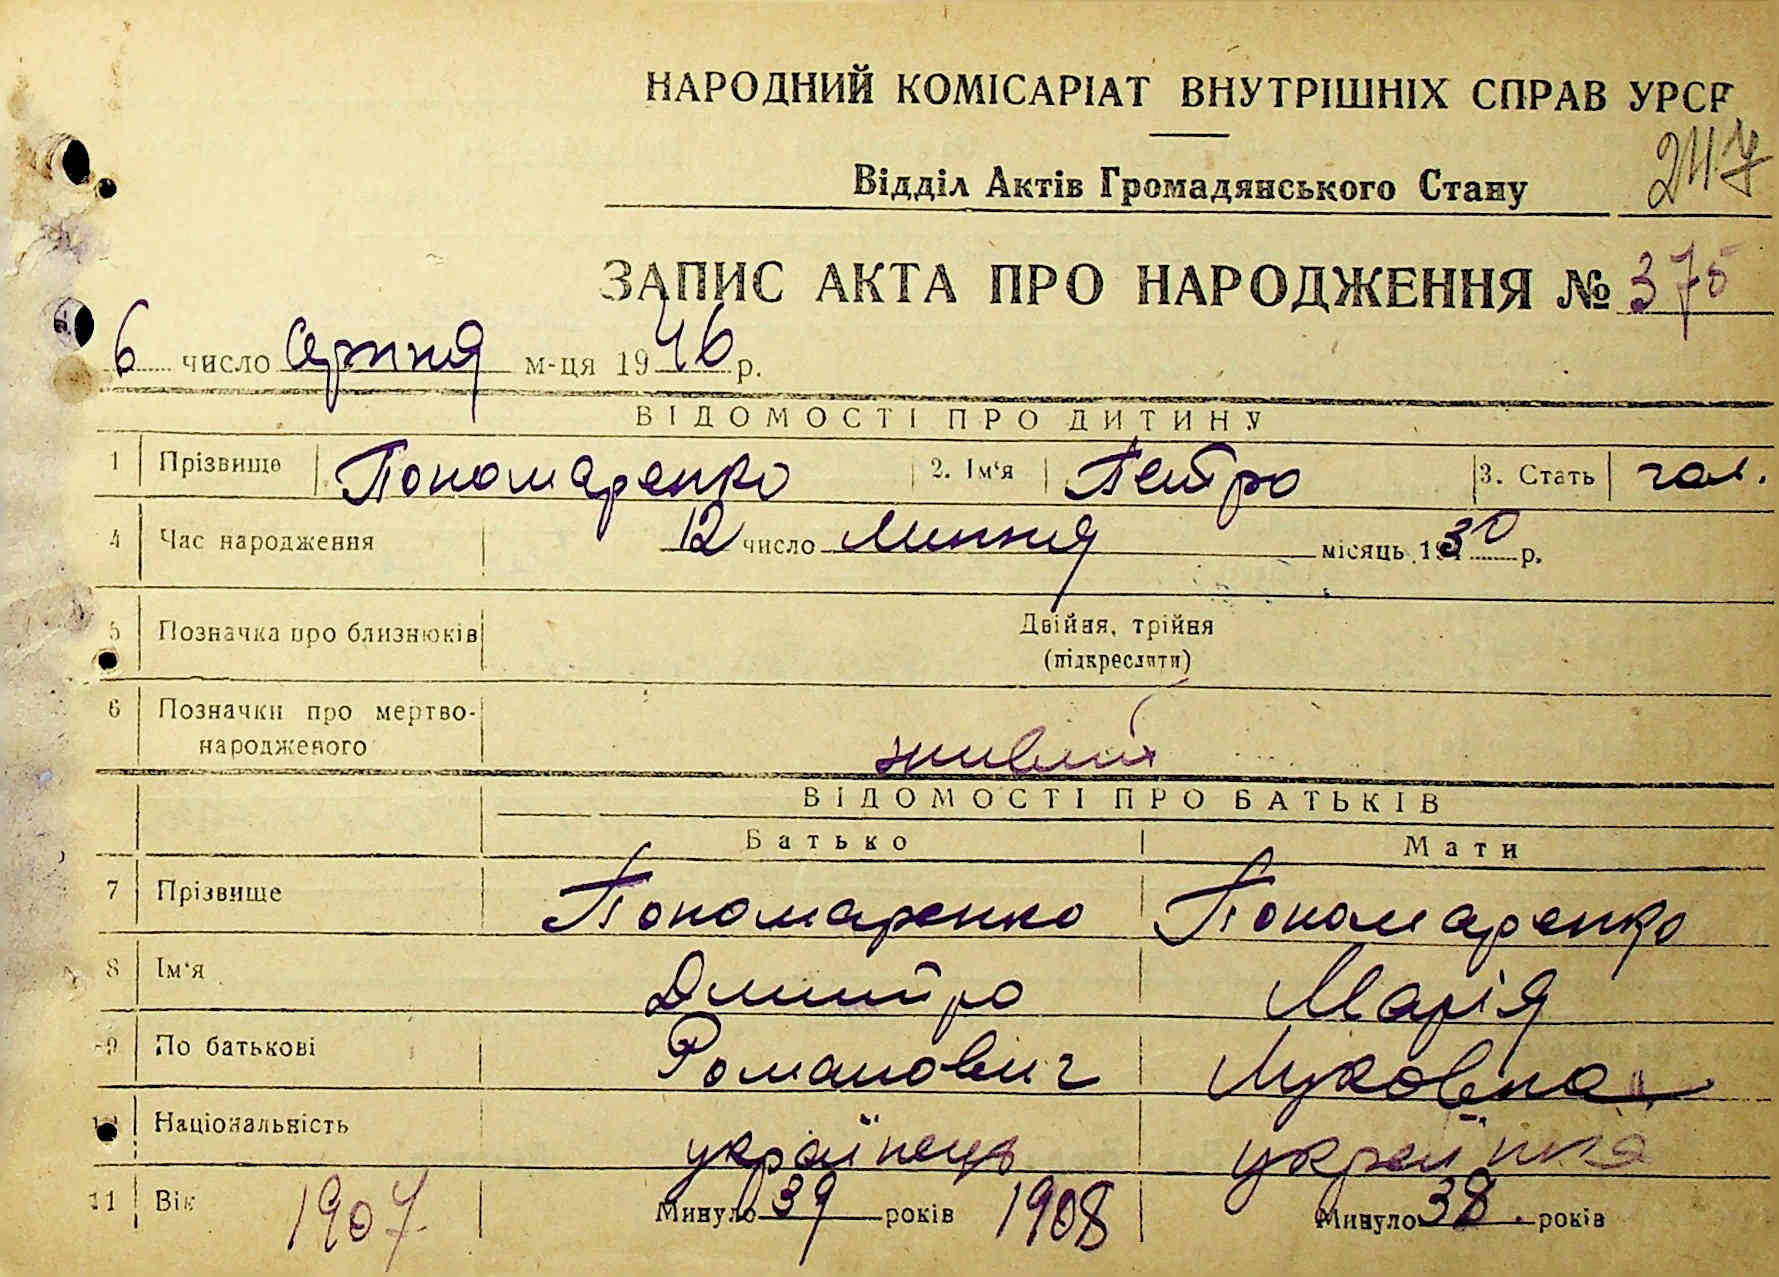 НАРОДНИЙ КОМІСАРІАТ ВНУТРІШНІХ СПРАВ УРСР
247
Відділ Актів Громадянського Стану
ЗАПИС АКТА ПРО НАРОДЖЕННЯ № 375
6 число серпня м-ця 1946 р.
ВІДОМОСТІ ПРО ДИТИНУ
1 Прізвище Пономаренко 2. Ім'я Петро 3. Стать чол.
4 Час народження 12 число липня місяць 1930 р.
5 Позначка про близнюків Двійня, трійня
(підкреслити)
6 Позначки про мертво-
народженого живий
ВІДОМОСТІ ПРО БАТЬКІВ
Батько Мати
7 Прізвище Пономаренко Пономаренко
8 Ім'я Дмитро Марія
9 По батькові Романович Луковна
10 Національність українець українка
11 Вік 1907 Минуло 39 років 1908 Минуло 38 років